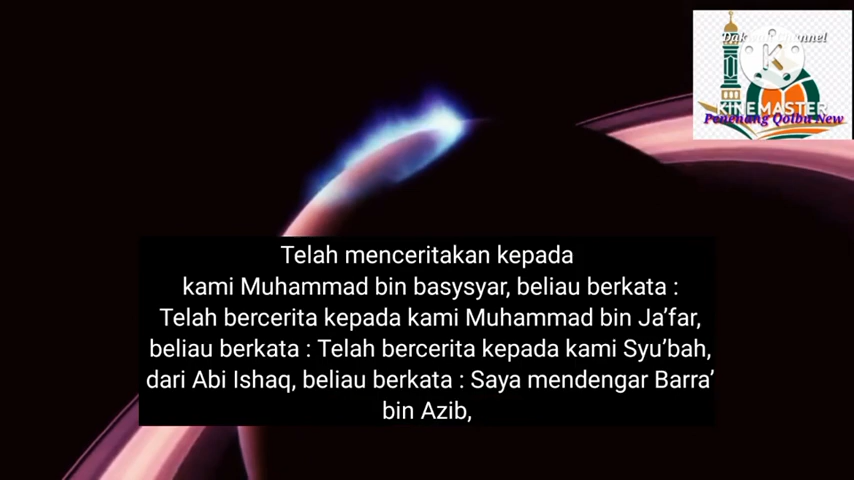 Dakwah Channel
KINEMASTER
Penenang Qolbu New
Telah menceritakan kepada
kami Muhammad bin basysyar, beliau berkata :
Telah bercerita kepada kami Muhammad bin Ja’far,
beliau berkata : Telah bercerita kepada kami Syu’bah,
dari Abi Ishaq, beliau berkata : Saya mendengar Barra’
bin Azib,